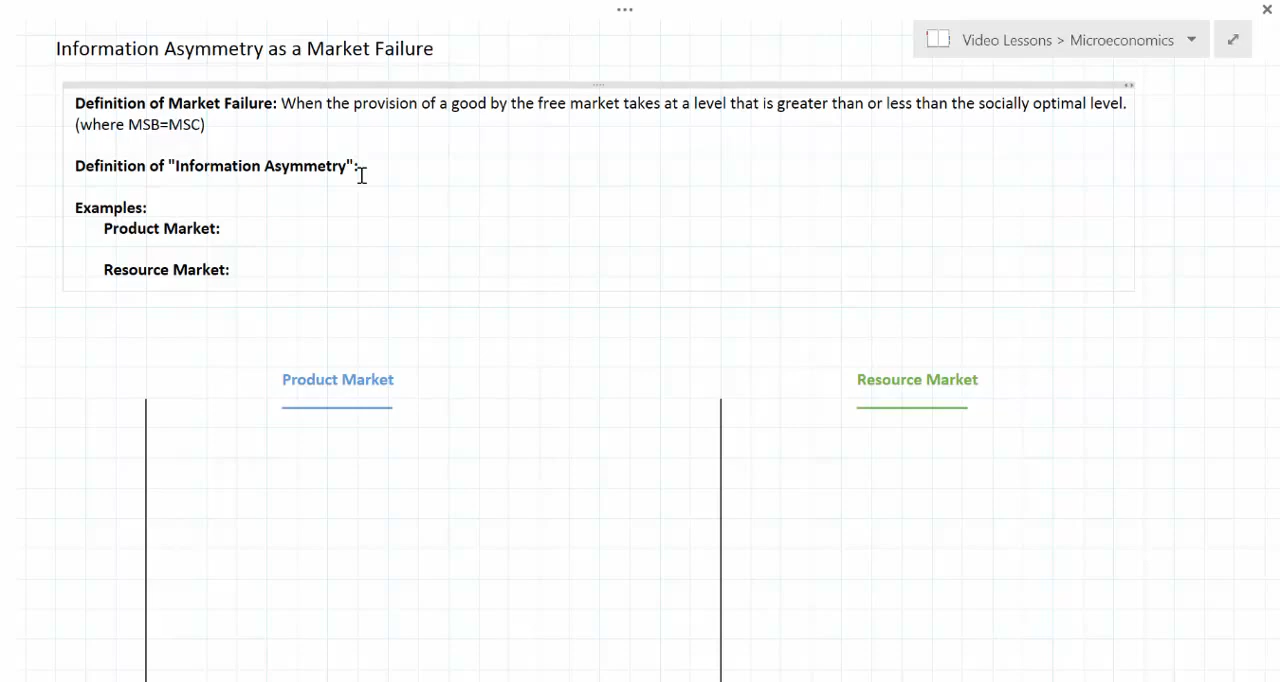 Information Asymmetry as a Market Failure
Video Lessons > Microeconomics
Definition of Market Failure: When the provision of a good by the free market takes at a level that is greater than or less than the socially optimal level.
(where MSB=MSC)
Definition of "Information Asymmetry":
Examples:
Product Market:
Resource Market:
Product Market
Resource Market